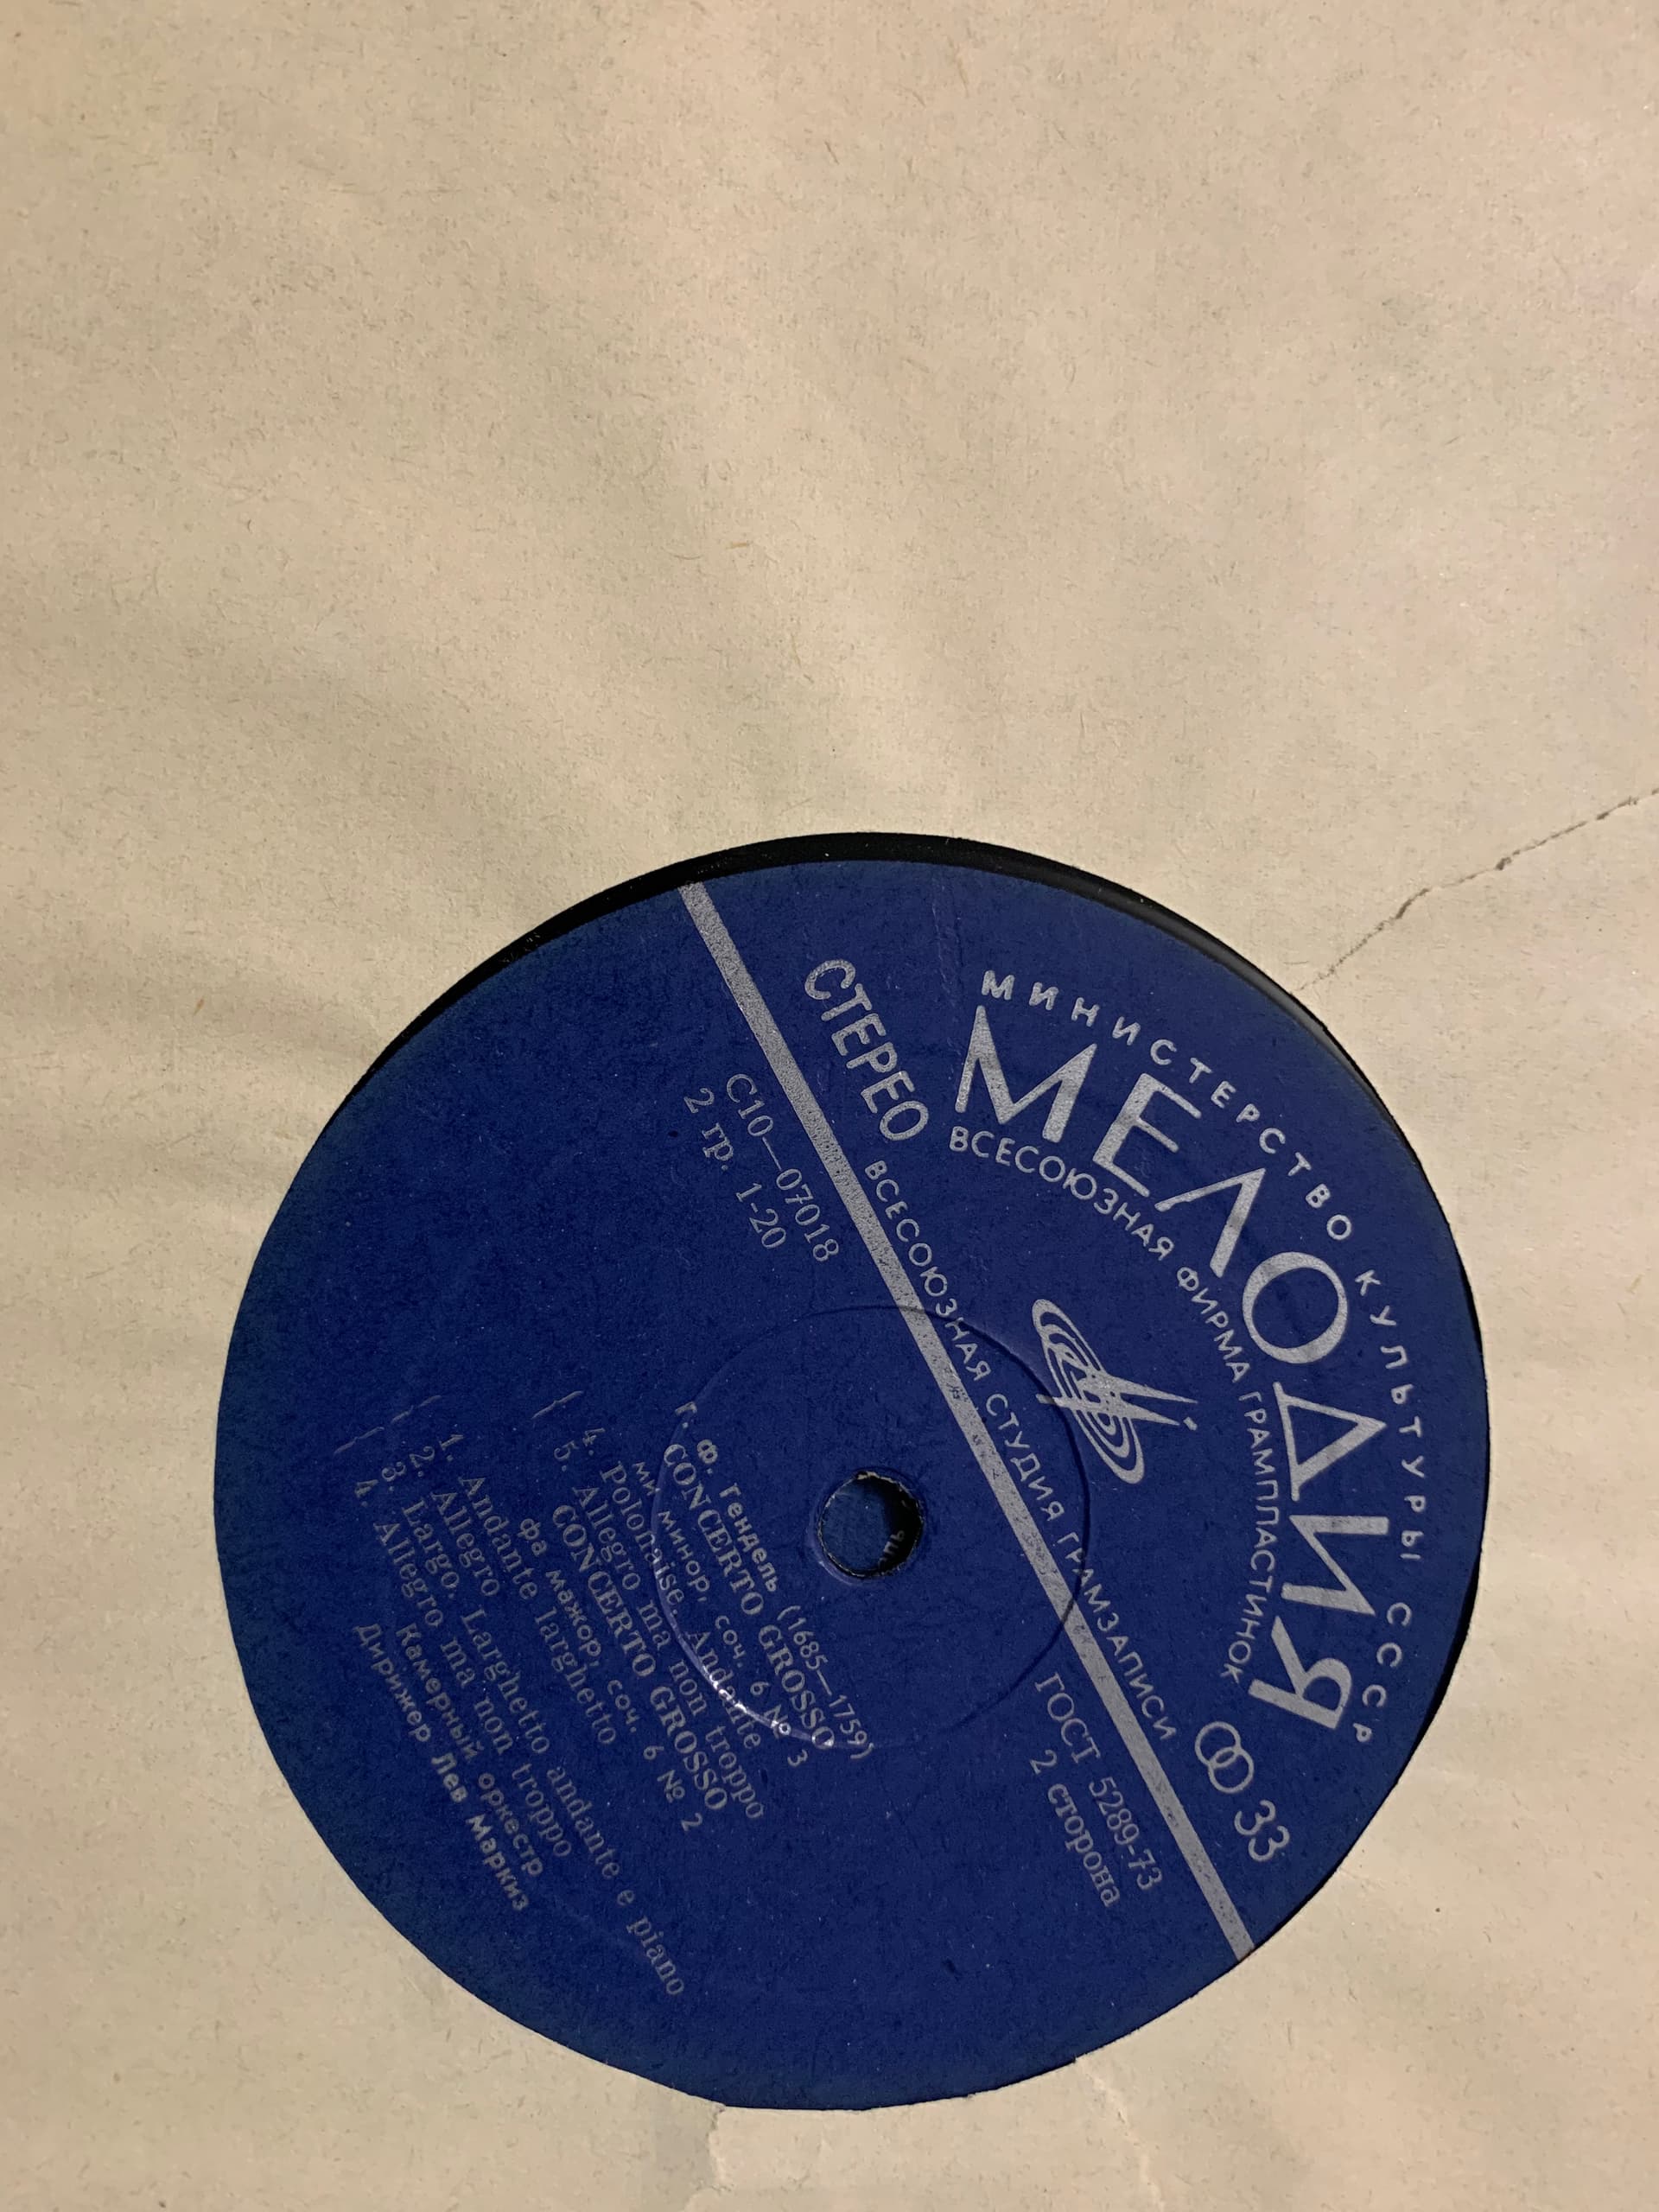 МИНИСТЕРСТВО КУЛЬТУРЫ СССР
МЕЛОДИЯ
ВСЕСОЮЗНАЯ ФИРМА ГРАМПЛАСТИНОК
СТЕРЕО
33
ВСЕСОЮЗНАЯ СТУДИЯ ГРАМЗАПИСИ
С10—07018
2 гр. 1-20
ГОСТ 5289-73
2 сторона
Г. Ф. Гендель (1685—1759)
CONCERTO GROSSO
ми минор, соч. 6 № 3
4. Polonaise. Andante
5. Allegro ma non troppo
CONCERTO GROSSO
фа мажор, соч. 6 № 2
1. Andante larghetto
2. Allegro
3. Largo. Larghetto andante e piano
4. Allegro ma non troppo
Камерный оркестр
Дирижер Лев Маркиз